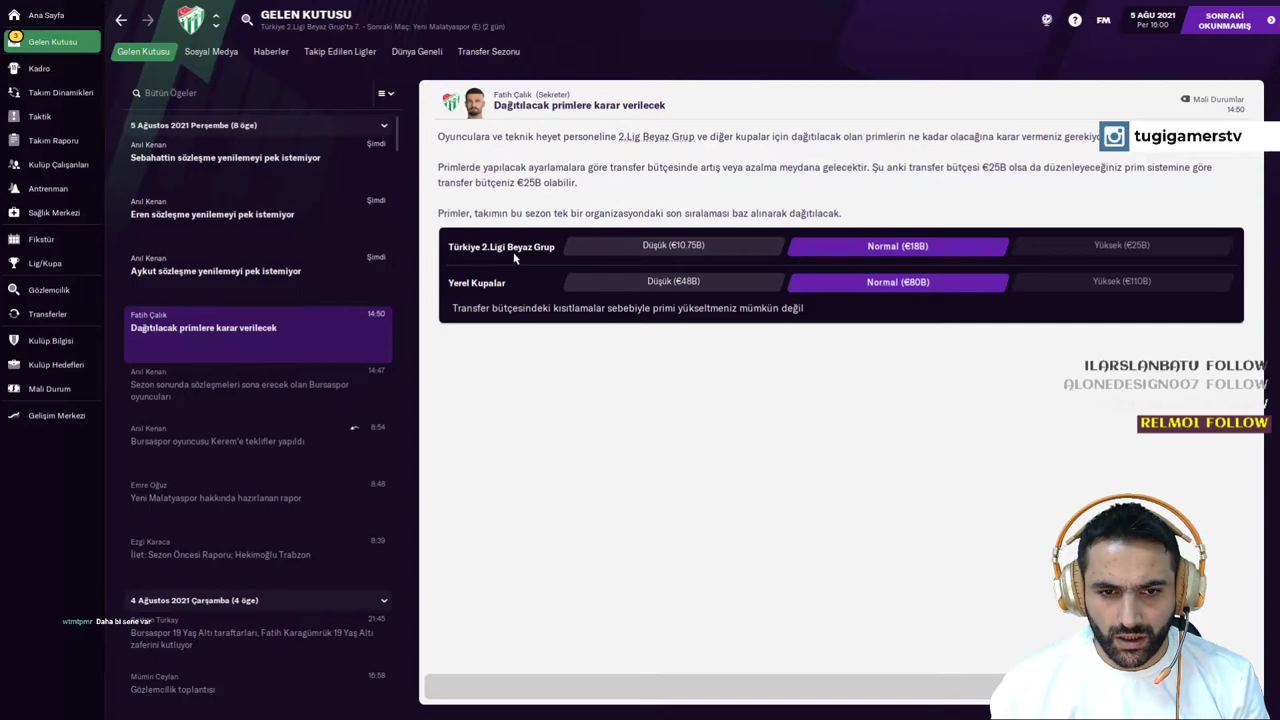 Ana Sayfa
3
Gelen Kutusu
Kadro
Takım Dinamikleri
Taktik
Takım Raporu
Kulüp Çalışanları
Antrenman
Sağlık Merkezi
Fikstür
Lig/Kupa
Gözlemcilik
Transferler
Kulüp Bilgisi
Kulüp Hedefleri
Mali Durum
Gelişim Merkezi
GELEN KUTUSU
Türkiye 2.Ligi Beyaz Grup'ta 7. - Sonraki Maç: Yeni Malatyaspor (E) (2 gün)
FM
5 AĞU 2021
Per 16:00
SONRAKİ
OKUNMAMIŞ
Gelen Kutusu
Sosyal Medya
Haberler
Takip Edilen Ligler
Dünya Geneli
Transfer Sezonu
Bütün Ögeler
5 Ağustos 2021 Perşembe (8 öge)
Anıl Kenan
Şimdi
Sebahattin sözleşme yenilemeyi pek istemiyor
Anıl Kenan
Şimdi
Eren sözleşme yenilemeyi pek istemiyor
Anıl Kenan
Şimdi
Aykut sözleşme yenilemeyi pek istemiyor
Fatih Çalık
14:50
Dağıtılacak primlere karar verilecek
Anıl Kenan
14:47
Sezon sonunda sözleşmeleri sona erecek olan Bursaspor
oyuncuları
Anıl Kenan
8:54
Bursaspor oyuncusu Kerem'e teklifler yapıldı
Emre Oğuz
8:48
Yeni Malatyaspor hakkında hazırlanan rapor
Ezgi Karaca
8:39
İlet: Sezon Öncesi Raporu: Hekimoğlu Trabzon
4 Ağustos 2021 Çarşamba (4 öge)
Türkay
21:45
Bursaspor 19 Yaş Altı taraftarları, Fatih Karagümrük 19 Yaş Altı
zaferini kutluyor
Mümin Ceylan
16:58
Gözlemcilik toplantısı
wtmtpmr Daha bi sene var
Fatih Çalık (Sekreter)
Dağıtılacak primlere karar verilecek
Mali Durumlar
14:50
Oyunculara ve teknik heyet personeline 2.Lig Beyaz Grup ve diğer kupalar için dağıtılacak olan primlerin ne kadar olacağına karar vermeniz gerekiyo
tugigamerstv
Primlerde yapılacak ayarlamalara göre transfer bütçesinde artış veya azalma meydana gelecektir. Şu anki transfer bütçesi €25B olsa da düzenleyeceğiniz prim sistemine göre
transfer bütçeniz €25B olabilir.
Primler, takımın bu sezon tek bir organizasyondaki son sıralaması baz alınarak dağıtılacak.
Türkiye 2.Ligi Beyaz Grup
Düşük (€10.75B)
Normal (€18B)
Yüksek (€25B)
Yerel Kupalar
Düşük (€48B)
Normal (€80B)
Yüksek (€110B)
Transfer bütçesindeki kısıtlamalar sebebiyle primi yükseltmeniz mümkün değil
ILARSLANBATU FOLLOW
ALONEDESIGN007 FOLLOW
RELM01 FOLLOW